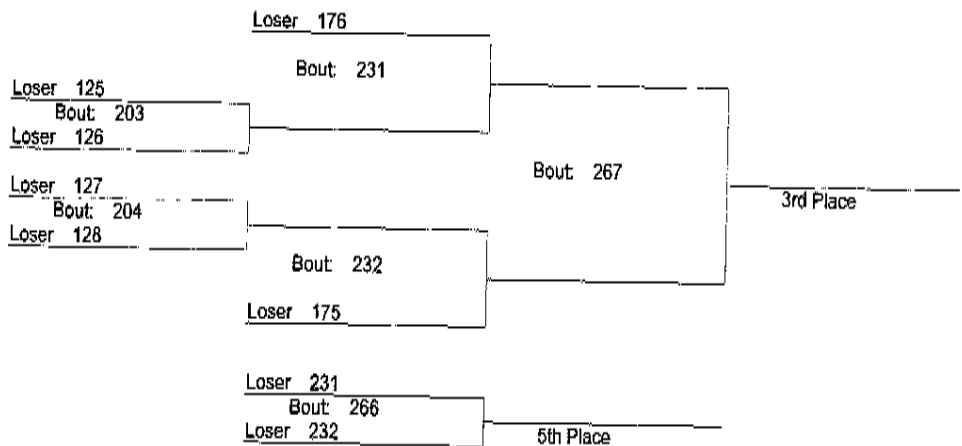 Loser 176
Bout: 231
Loser 125
Bout: 203
Loser 126
Bout: 267
Loser 127
3rd Place
Bout: 204
Loser 128
Bout: 232
Loser 175
Loser 231
Bout: 266
Loser 232
5th Place